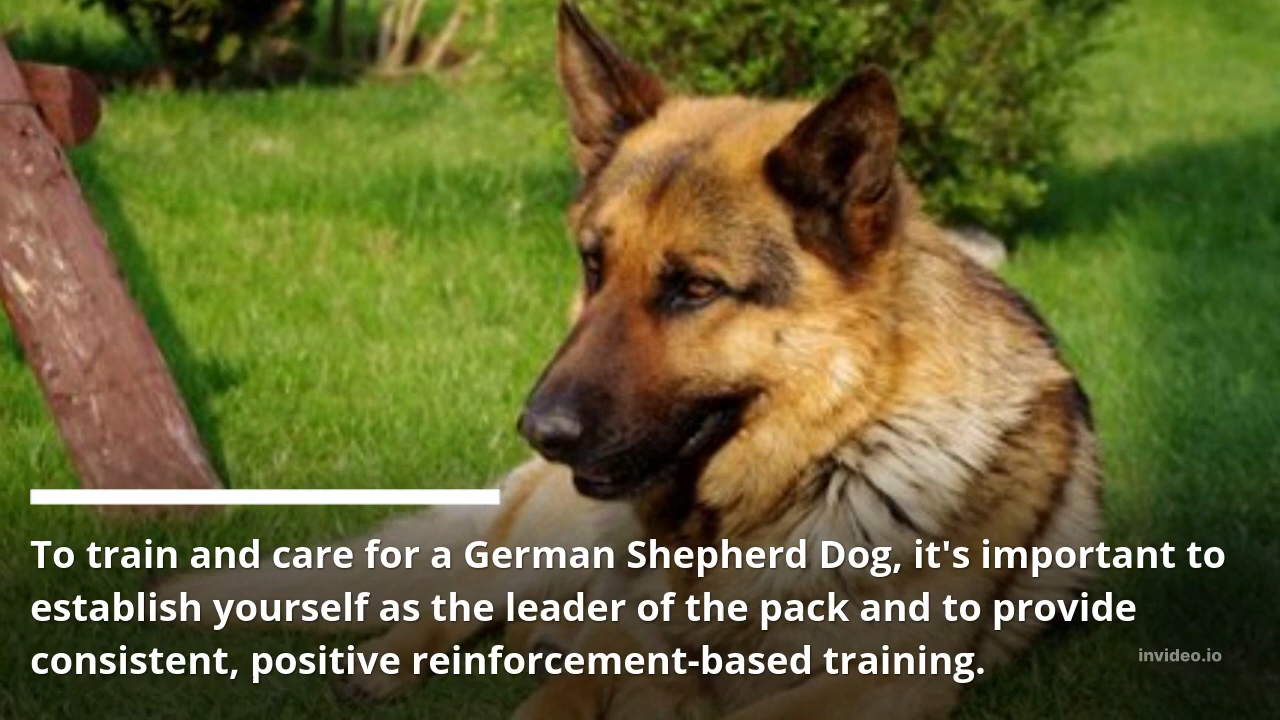 To train and care for a German Shepherd Dog, it's important to
establish yourself as the leader of the pack and to provide
consistent, positive reinforcement-based training.
invideo.io